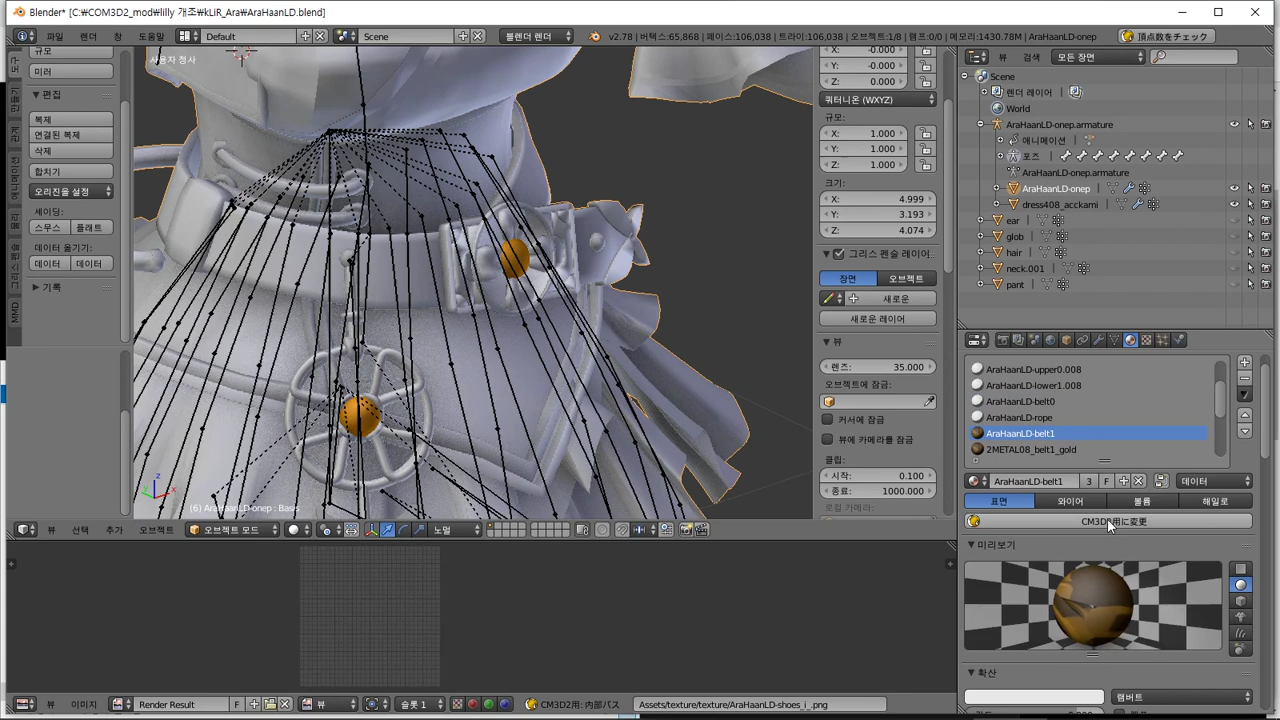 Blender* [C:₩COM3D2_mod₩lilly 개조₩kLiR_Ara₩AraHaanLD.blend]
파일 렌더 창 도움말 Default Scene 블렌더 렌더 v2.78 | 버텍스:65,868 | 페이스:106,038 | 트라이:106,038 | 오브젝트:1/8 | 램프:0/0 | 메모리:1430.78M | AraHaanLD-onep 頂点数をチェック
규모
미러
편집
복제
연결된 복제
삭제
합치기
오리진을 설정
셰이딩:
스무스 플래트
데이터 옮기기:
데이터 데이터
기록
MMD
사용자 정사
(6) AraHaanLD-onep : Basis
뷰 선택 추가 오브젝트 오브젝트 모드 노멀
X: -0.000
Y: -0.000
Z: 0.000
쿼터니온 (WXYZ)
규모:
X: 1.000
Y: 1.000
Z: 1.000
크기:
X: 4.999
Y: 3.193
Z: 4.074
그리스 펜슬 레이어
장면 오브젝트
새로운
새로운 레이어
뷰
렌즈: 35.000
오브젝트에 잠금:
커서에 잠금
뷰에 카메라를 잠금
클립:
시작: 0.100
종료: 1000.000
로컬 카메라:
뷰 검색 모든 장면
Scene
렌더 레이어
World
AraHaanLD-onep.armature
애니메이션
포즈
AraHaanLD-onep.armature
AraHaanLD-onep
dress408_acckami
ear
glob
hair
neck.001
pant
AraHaanLD-upper0.008
AraHaanLD-lower1.008
AraHaanLD-belt0
AraHaanLD-rope
AraHaanLD-belt1
2METAL08_belt1_gold
AraHaanLD-belt1 3 F 데이터
표면 와이어 볼륨 헤일로
CM3D2用に変更
미리보기
확산
램버트
뷰 이미지 Render Result F 뷰 슬롯 1 CM3D2用: 内部パス Assets/texture/texture/AraHaanLD-shoes_i_.png